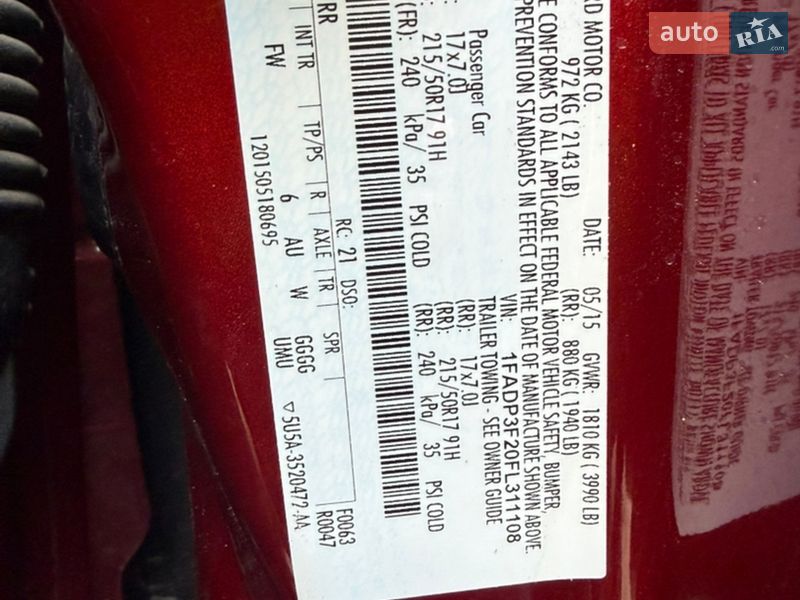 auto RIA
RD MOTOR CO.
DATE: 05/15 GVWR: 1810 KG ( 3990 LB)
972 KG ( 2143 LB) (RR): 880 KG ( 1940 LB)
E CONFORMS TO ALL APPLICABLE FEDERAL MOTOR VEHICLE SAFETY, BUMPER,
PREVENTION STANDARDS IN EFFECT ON THE DATE OF MANUFACTURE SHOWN ABOVE.
VIN: 1FADP3F20FL311108
Passenger Car TRAILER TOWING - SEE OWNER GUIDE
17x7.0J (RR): 17x7.0J
215/50R17 91H (RR): 215/50R17 91H
(FR): 240 kPa/ 35 PSI COLD (RR): 240 kPa/ 35 PSI COLD
RR RC: 21 DSO: F0063
INT TR TP/PS R AXLE TR SPR R0047
FW 6 AU W GGGG
UMU
1201505180695 5U5A-3520472-AA